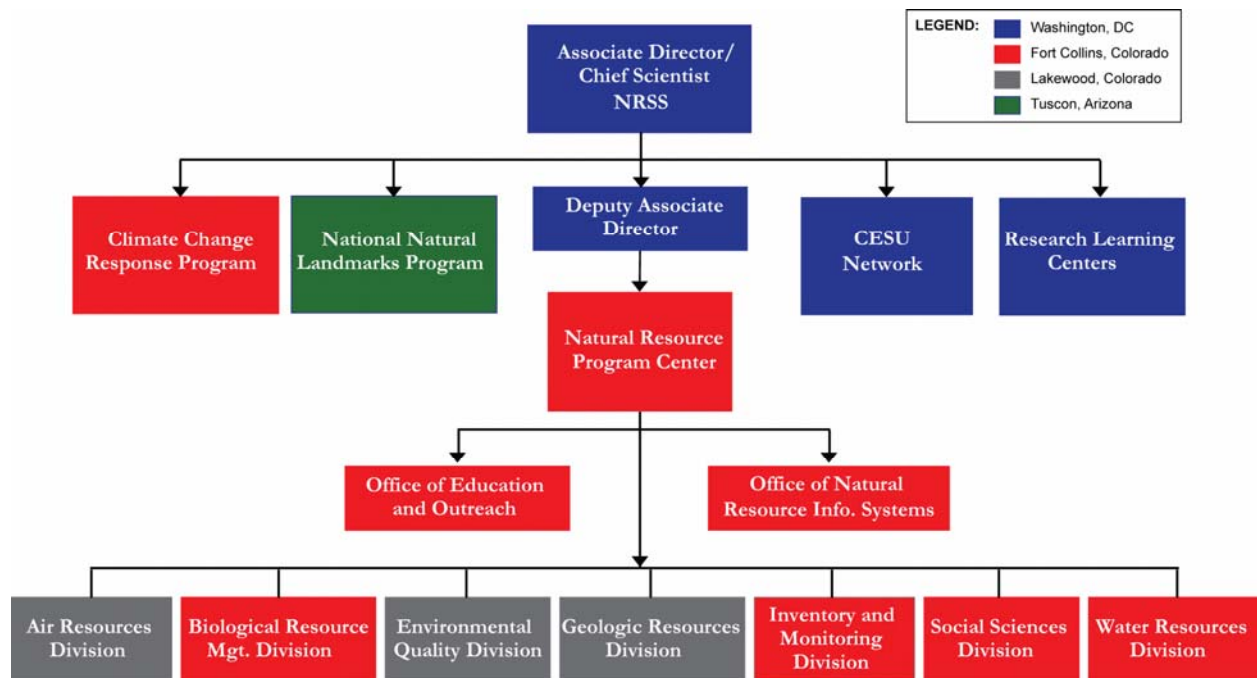 LEGEND:
Washington, DC
Fort Collins, Colorado
Lakewood, Colorado
Tuscon, Arizona
Associate Director/
Chief Scientist
NRSS
Climate Change
Response Program
National Natural
Landmarks Program
Deputy Associate
Director
CESU
Network
Research Learning
Centers
Natural Resource
Program Center
Office of Education
and Outreach
Office of Natural
Resource Info. Systems
Air Resources
Division
Biological Resource
Mgt. Division
Environmental
Quality Division
Geologic Resources
Division
Inventory and
Monitoring
Division
Social Sciences
Division
Water Resources
Division